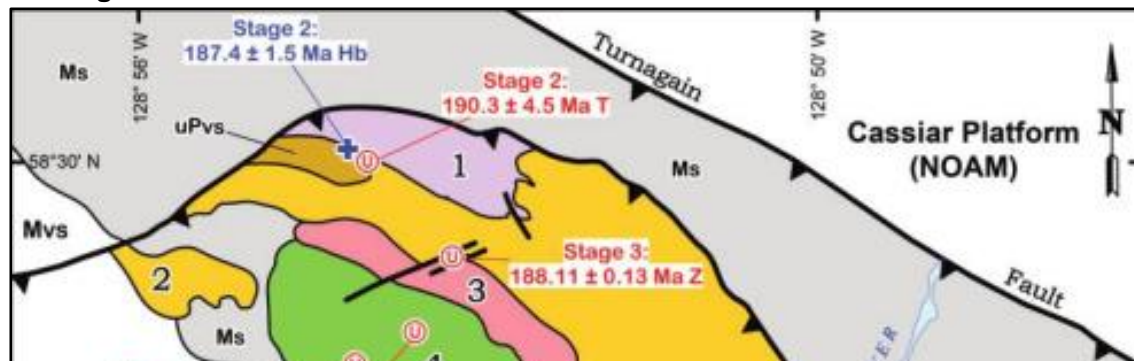 Stage 2:
187.4 ± 1.5 Ma Hb
128° 56' W
Ms
Turnagain
128° 50' W
N
Stage 2:
190.3 ± 4.5 Ma T
uPvs
Cassiar Platform
(NOAM)
58°30' N
U
1
Ms
Mvs
Stage 3:
188.11 ± 0.13 Ma Z
U
2
3
Fault
Ms
U
4